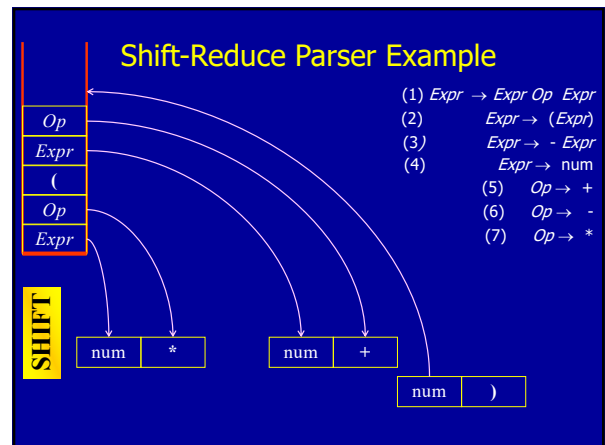 Shift-Reduce Parser Example
(1) Expr → Expr Op Expr
(2) Expr → (Expr)
(3) Expr → - Expr
(4) Expr → num
(5) Op → +
(6) Op → -
(7) Op → *
Op
Expr
(
Op
Expr
SHIFT
num *
num +
num )